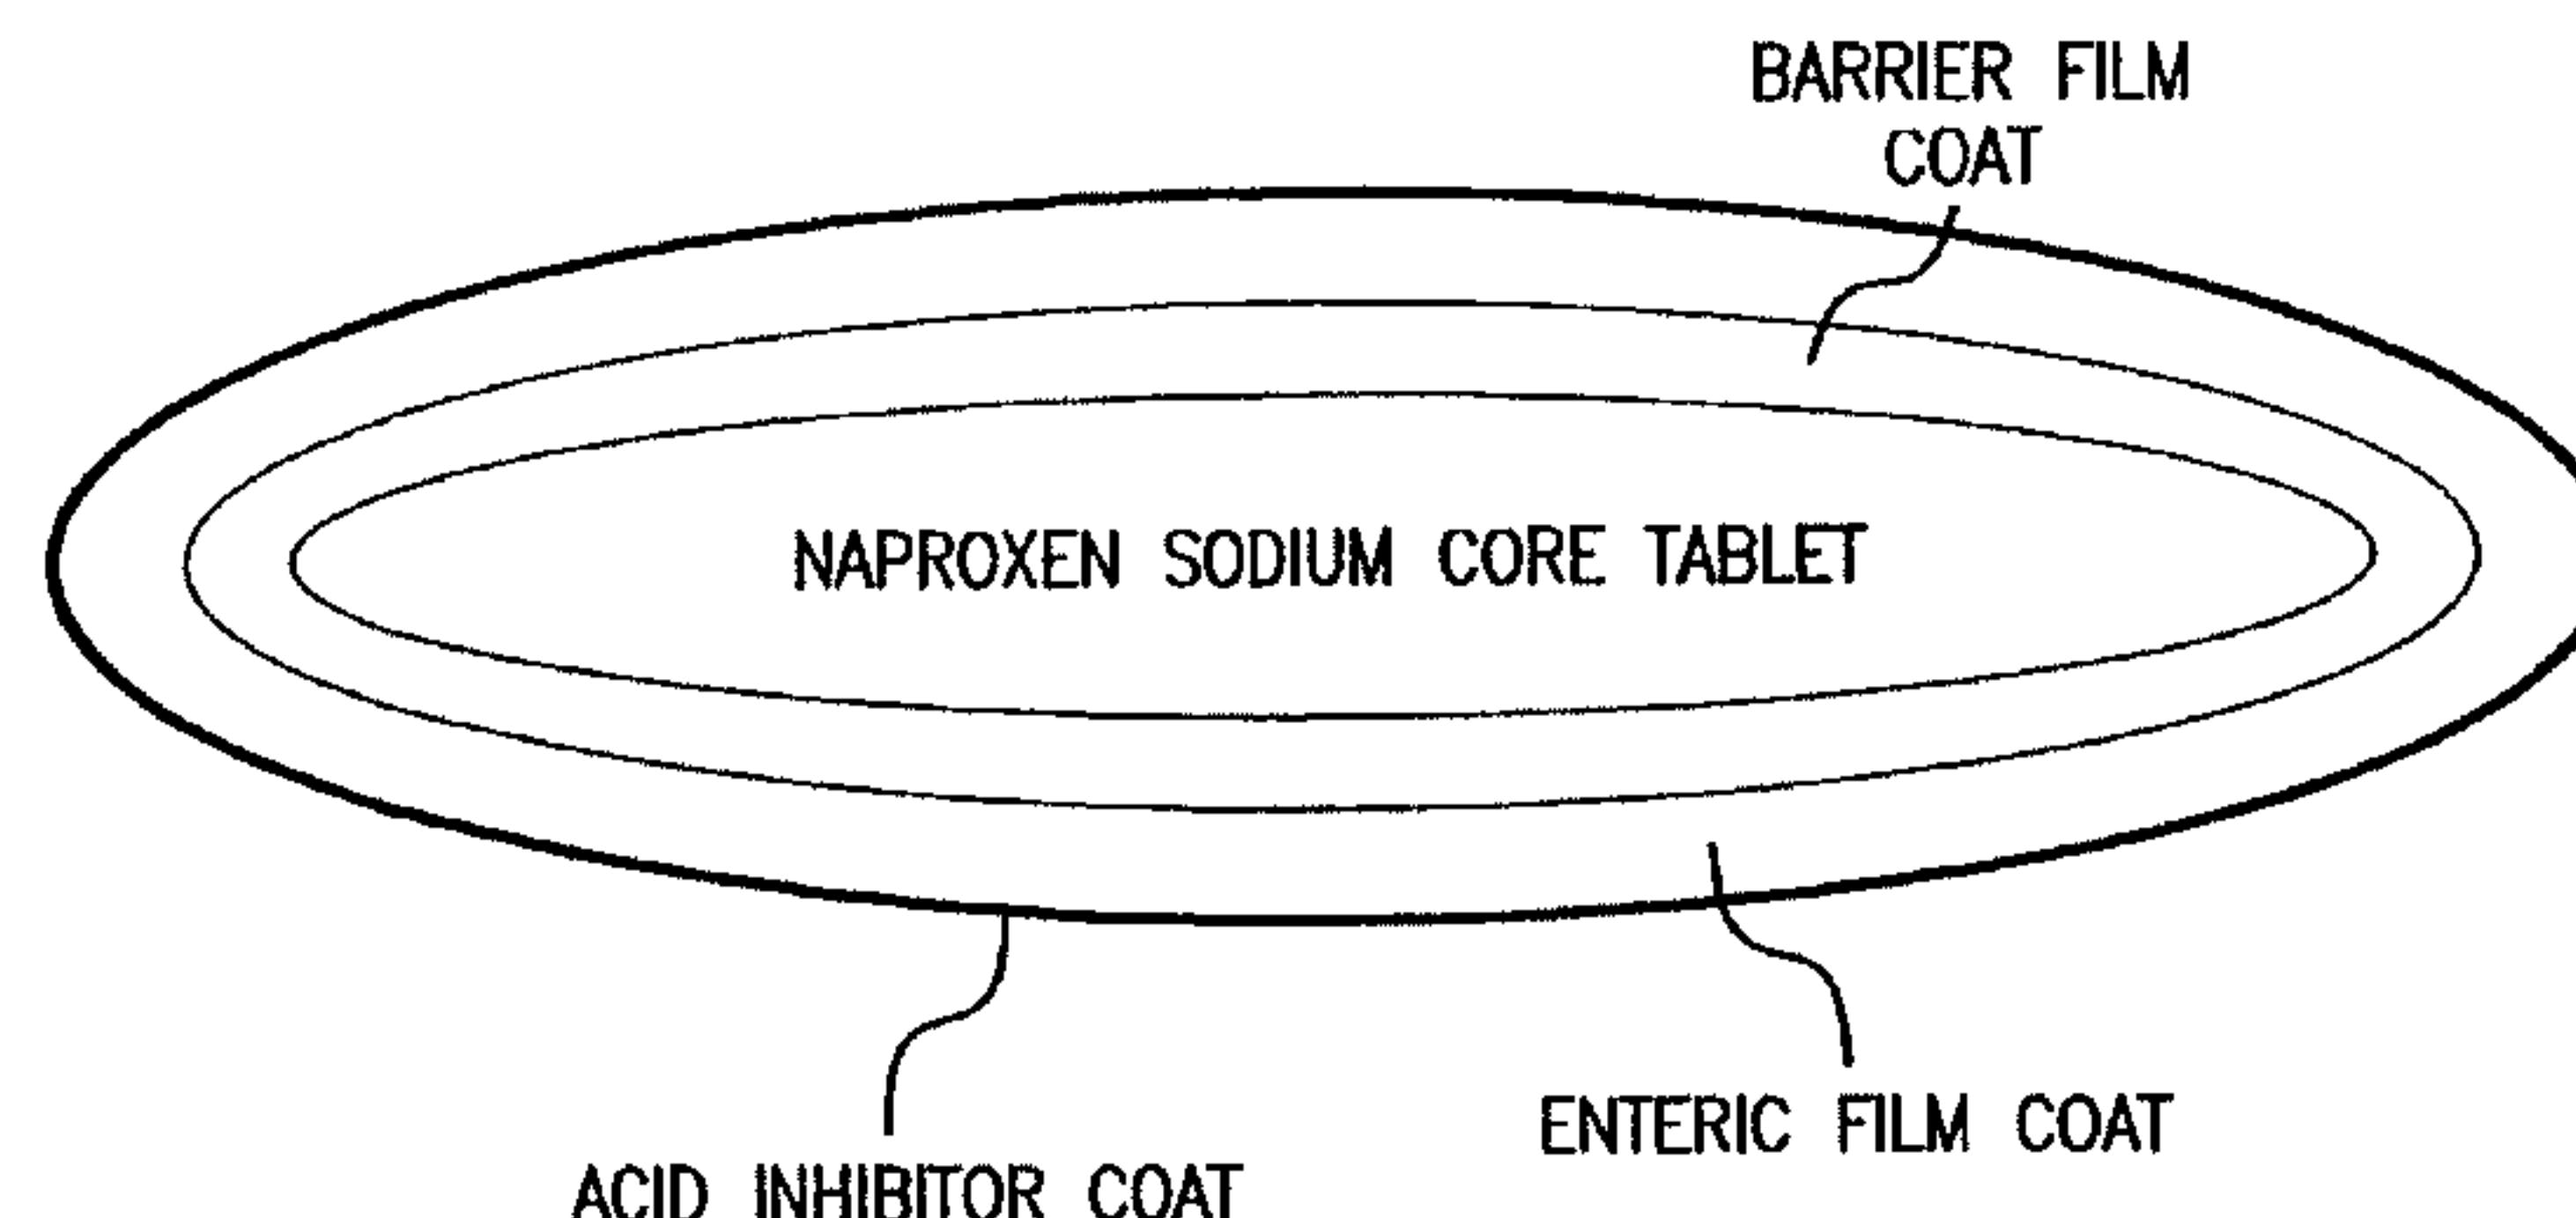 BARRIER FILM
COAT
NAPROXEN SODIUM CORE TABLET
ENTERIC FILM COAT
ACID INHIBITOR COAT